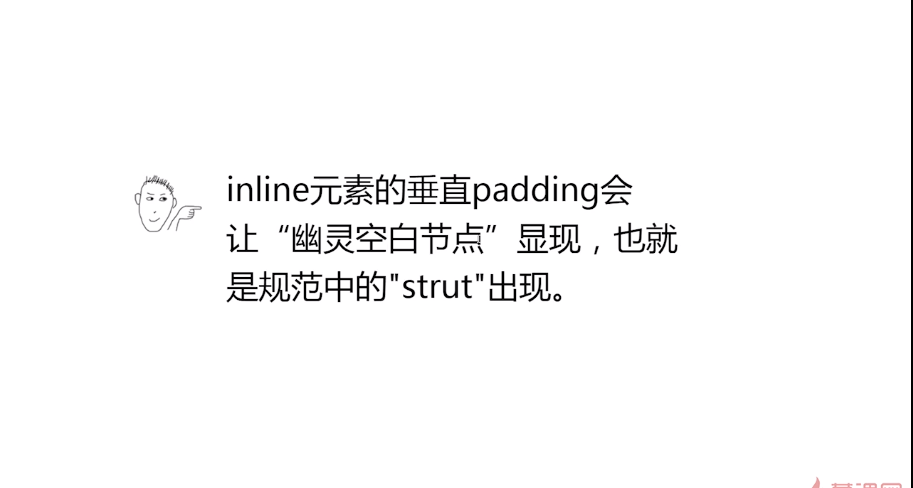 inline元素的垂直padding会
让“幽灵空白节点”显现，也就
是规范中的"strut"出现。